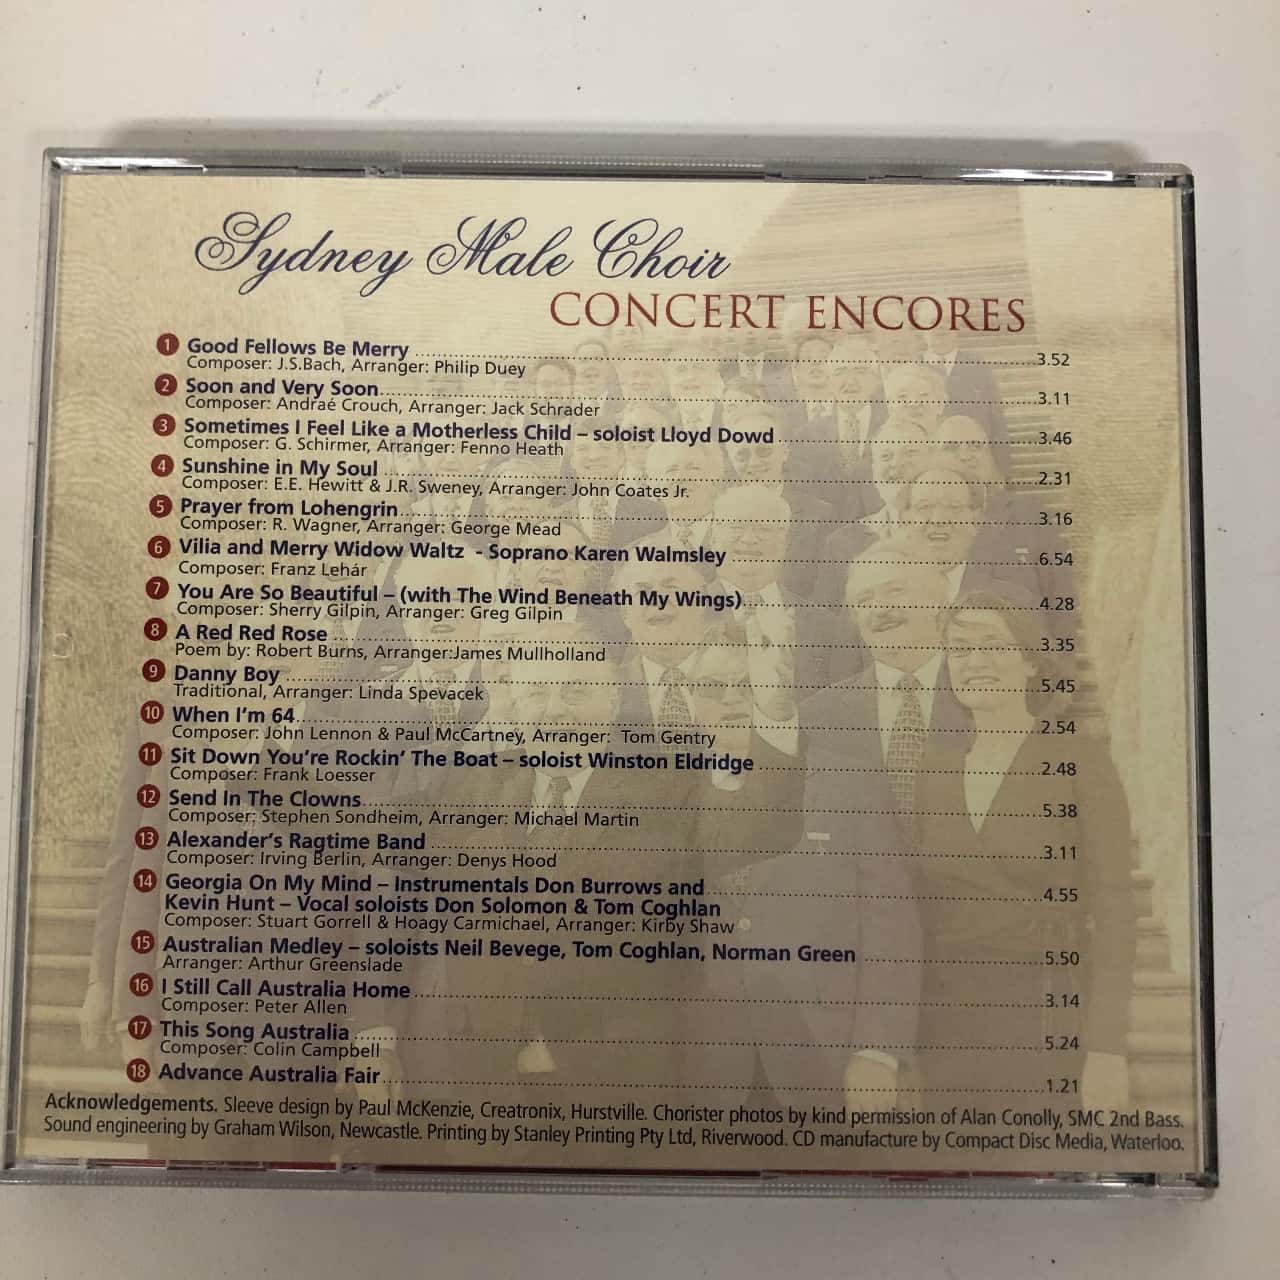 Sydney Male Choir
CONCERT ENCORES
1 Good Fellows Be Merry ........ 3.52
Composer: J.S.Bach, Arranger: Philip Duey
2 Soon and Very Soon ........ 3.11
Composer: Andraé Crouch, Arranger: Jack Schrader
3 Sometimes I Feel Like a Motherless Child – soloist Lloyd Dowd ........ 3.46
Composer: G. Schirmer, Arranger: Fenno Heath
4 Sunshine in My Soul ........ 2.31
Composer: E.E. Hewitt & J.R. Sweney, Arranger: John Coates Jr.
5 Prayer from Lohengrin ........ 3.16
Composer: R. Wagner, Arranger: George Mead
6 Vilia and Merry Widow Waltz - Soprano Karen Walmsley ........ 6.54
Composer: Franz Lehár
7 You Are So Beautiful – (with The Wind Beneath My Wings) ........ 4.28
Composer: Sherry Gilpin, Arranger: Greg Gilpin
8 A Red Red Rose ........ 3.35
Poem by: Robert Burns, Arranger:James Mullholland
9 Danny Boy ........ 5.45
Traditional, Arranger: Linda Spevacek
10 When I'm 64 ........ 2.54
Composer: John Lennon & Paul McCartney, Arranger: Tom Gentry
11 Sit Down You're Rockin' The Boat – soloist Winston Eldridge ........ 2.48
Composer: Frank Loesser
12 Send In The Clowns ........ 5.38
Composer: Stephen Sondheim, Arranger: Michael Martin
13 Alexander's Ragtime Band ........ 3.11
Composer: Irving Berlin, Arranger: Denys Hood
14 Georgia On My Mind – Instrumentals Don Burrows and ........ 4.55
Kevin Hunt – Vocal soloists Don Solomon & Tom Coghlan
Composer: Stuart Gorrell & Hoagy Carmichael, Arranger: Kirby Shaw
15 Australian Medley – soloists Neil Bevege, Tom Coghlan, Norman Green ........ 5.50
Arranger: Arthur Greenslade
16 I Still Call Australia Home ........ 3.14
Composer: Peter Allen
17 This Song Australia ........ 5.24
Composer: Colin Campbell
18 Advance Australia Fair ........ 1.21
Acknowledgements. Sleeve design by Paul McKenzie, Creatronix, Hurstville. Chorister photos by kind permission of Alan Conolly, SMC 2nd Bass.
Sound engineering by Graham Wilson, Newcastle. Printing by Stanley Printing Pty Ltd, Riverwood. CD manufacture by Compact Disc Media, Waterloo.